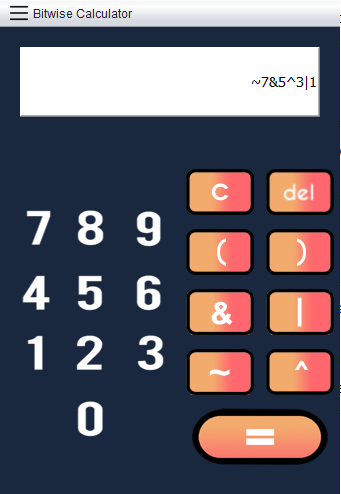 Bitwise Calculator
~7&5^3|1
C del
( )
7 8 9
& |
4 5 6
~ ^
1 2 3
0
=